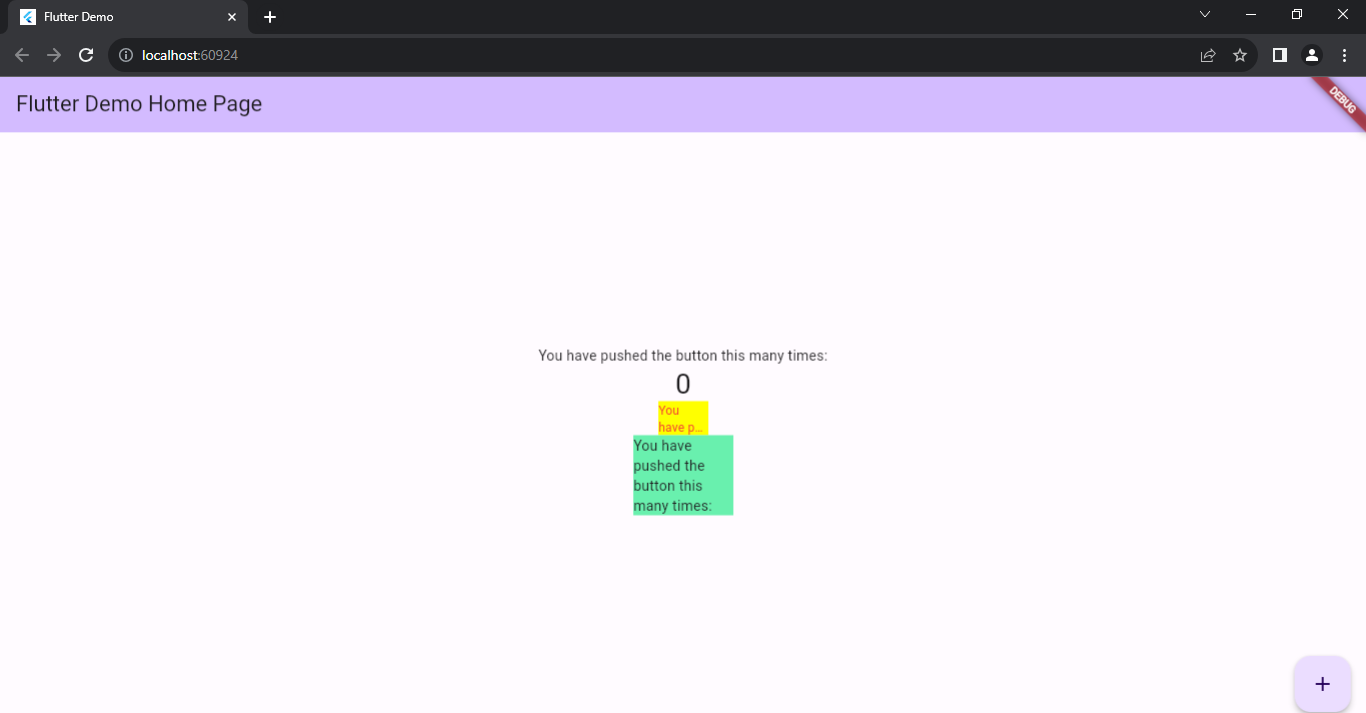 Flutter Demo
localhost:60924
Flutter Demo Home Page
DEBUG
You have pushed the button this many times:
0
You
have p…
You have
pushed the
button this
many times: